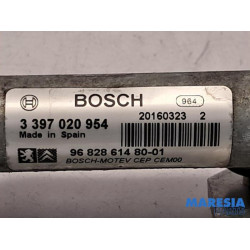 BOSCH
964
3 397 020 954
20160323 2
Made in Spain
96 828 614 80-01
BOSCH-MOTEV CEP CEM00
MARESIA